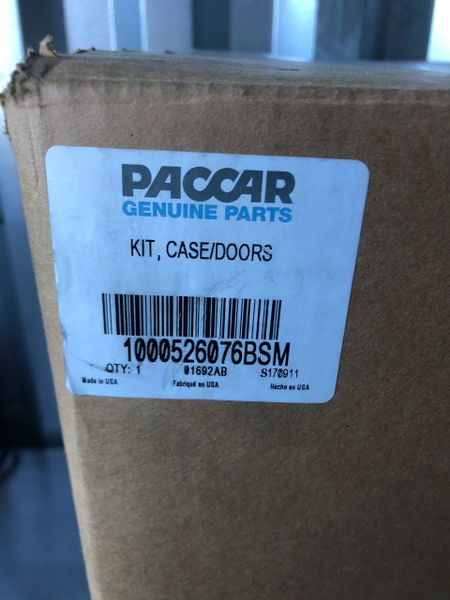 PACCAR
GENUINE PARTS
KIT, CASE/DOORS
1000526076BSM
QTY: 1 01692AB S170911
Made in USA Fabriqué en USA Hecho en USA